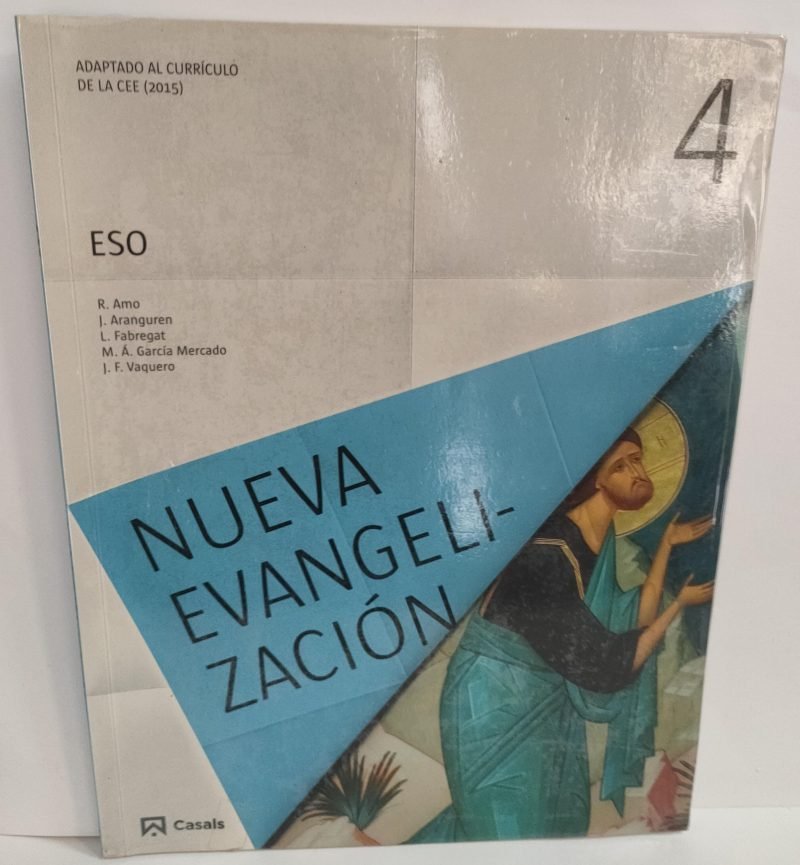 ADAPTADO AL CURRÍCULO
DE LA CEE (2015)
4
ESO
R. Amo
J. Aranguren
L. Fabregat
M. Á. García Mercado
J. F. Vaquero
NUEVA
EVANGELI-
ZACIÓN
Casals